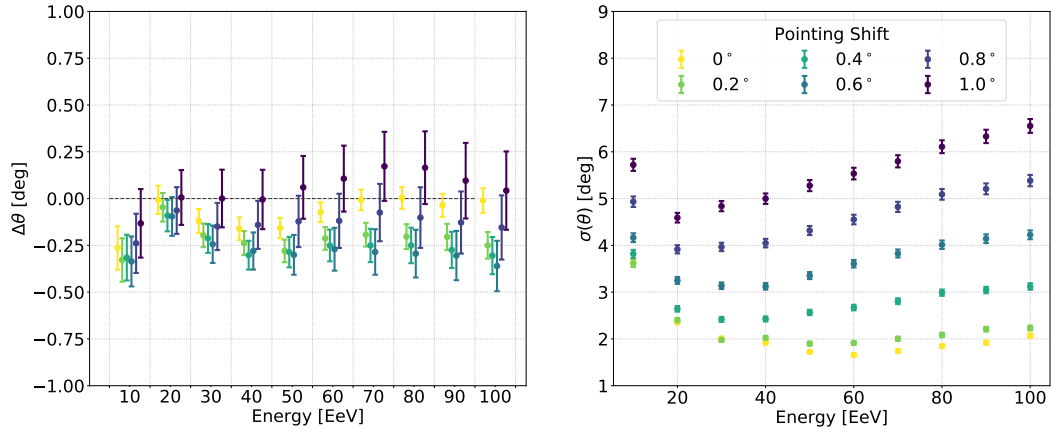 1.00
0.75
0.50
0.25
0.00
−0.25
−0.50
−0.75
−1.00
Δθ [deg]
10 20 30 40 50 60 70 80 90 100
Energy [EeV]
9
8
7
6
5
4
3
2
1
σ(θ) [deg]
Pointing Shift
0° 0.4° 0.8°
0.2° 0.6° 1.0°
20 40 60 80 100
Energy [EeV]